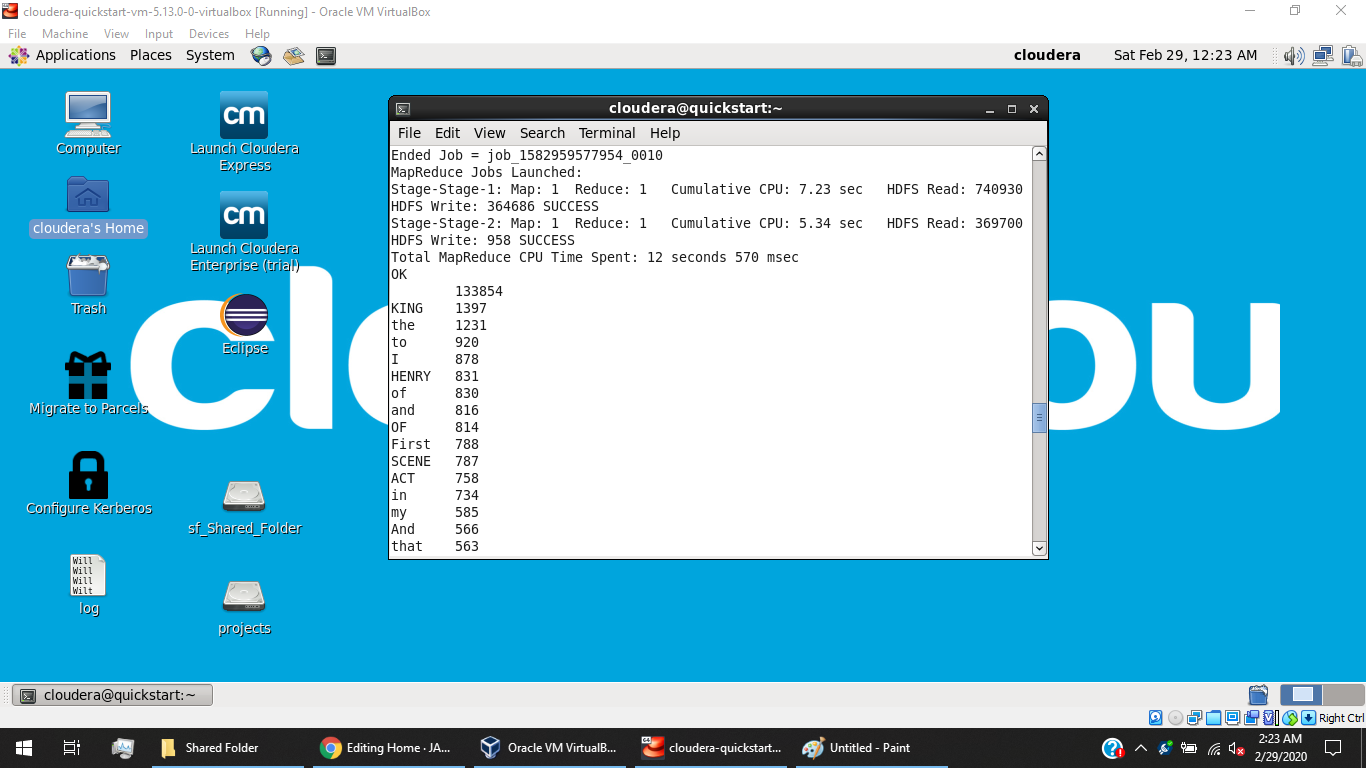 cloudera-quickstart-vm-5.13.0-0-virtualbox [Running] - Oracle VM VirtualBox
File Machine View Input Devices Help
Applications Places System
cloudera Sat Feb 29, 12:23 AM
Computer
cloudera's Home
Trash
Migrate to Parcels
Configure Kerberos
Will
Will
Will
Wilt
log
cm
Launch Cloudera
Express
cm
Launch Cloudera
Enterprise (trial)
Eclipse
sf_Shared_Folder
projects
clou
cloudera@quickstart:~
File Edit View Search Terminal Help
Ended Job = job_1582959577954_0010
MapReduce Jobs Launched:
Stage-Stage-1: Map: 1 Reduce: 1 Cumulative CPU: 7.23 sec HDFS Read: 740930
HDFS Write: 364686 SUCCESS
Stage-Stage-2: Map: 1 Reduce: 1 Cumulative CPU: 5.34 sec HDFS Read: 369700
HDFS Write: 958 SUCCESS
Total MapReduce CPU Time Spent: 12 seconds 570 msec
OK
133854
KING 1397
the 1231
to 920
I 878
HENRY 831
of 830
and 816
OF 814
First 788
SCENE 787
ACT 758
in 734
my 585
And 566
that 563
cloudera@quickstart:~
Right Ctrl
Shared Folder
Editing Home · JA...
Oracle VM VirtualB...
cloudera-quickstart...
Untitled - Paint
2:23 AM
2/29/2020